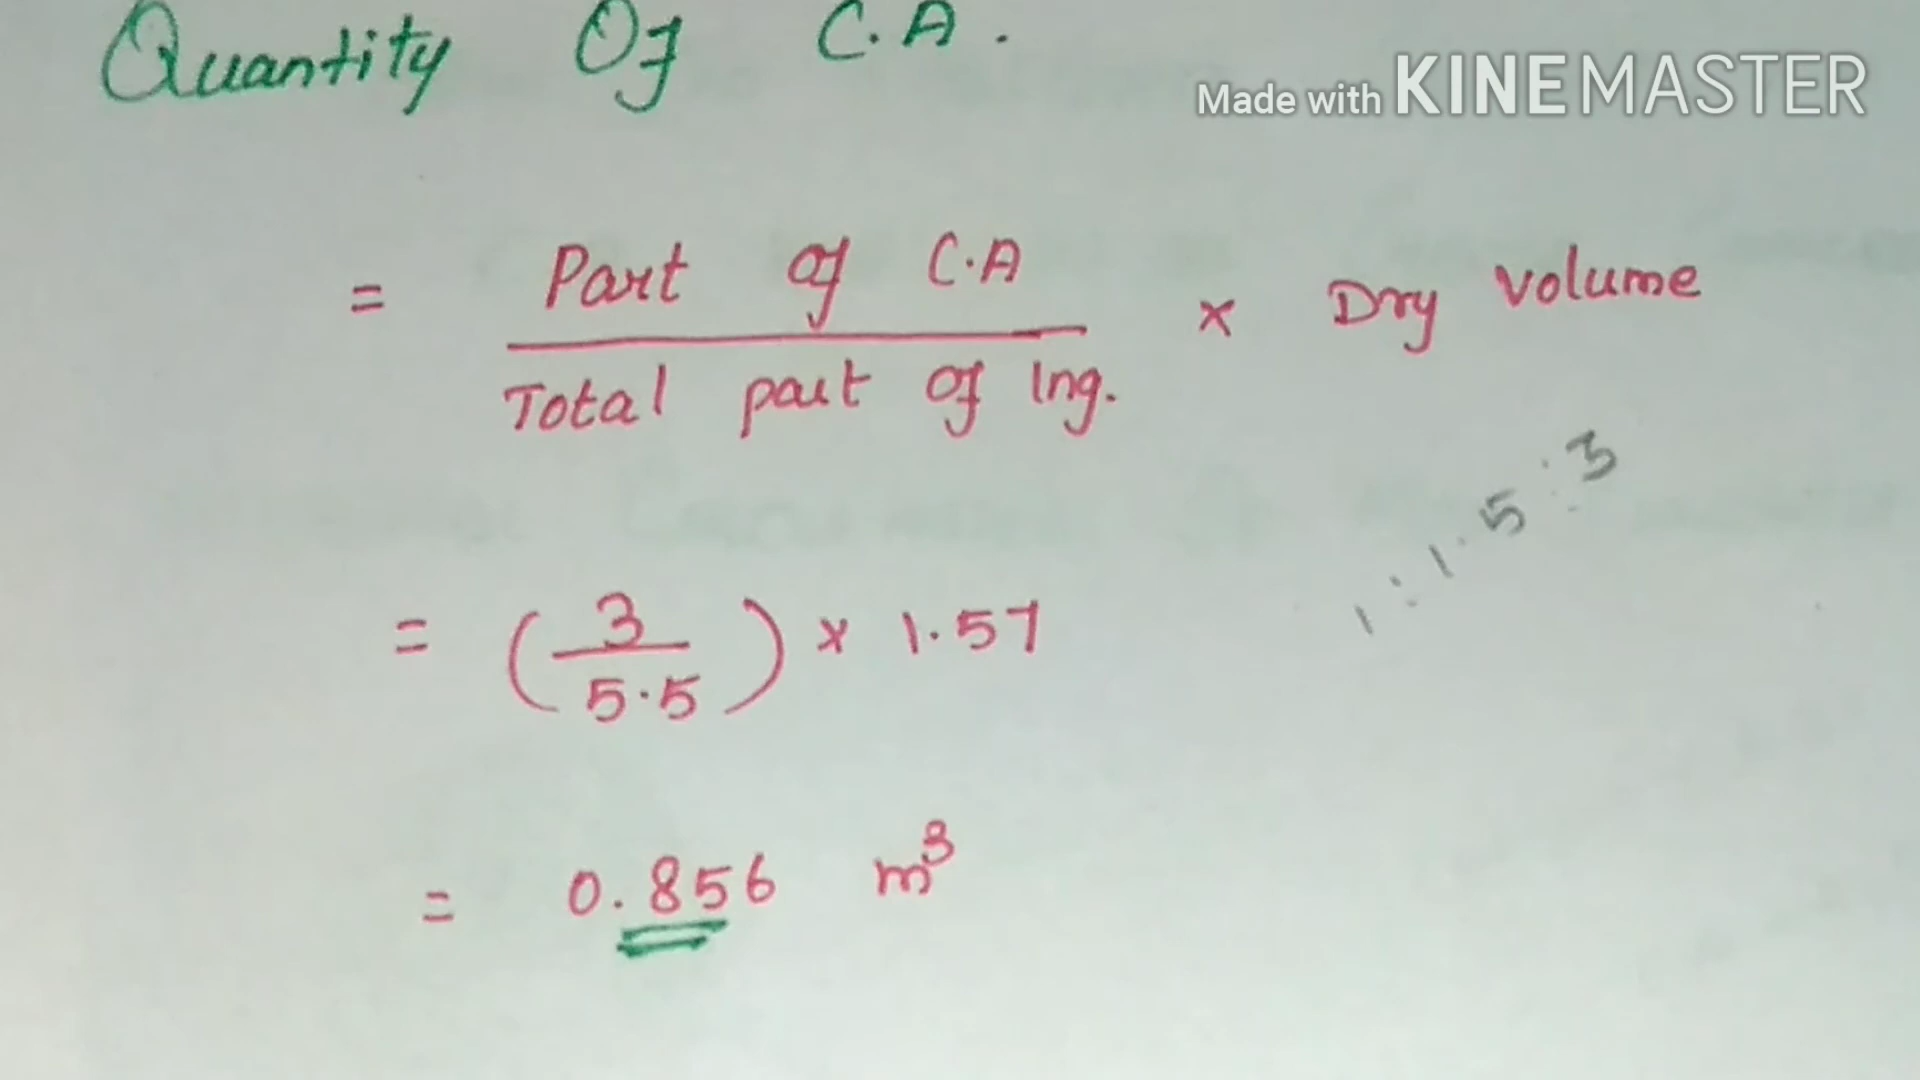 Quantity Of C.A.
Made with KINEMASTER
= Part of C.A / Total part of Ing. × Dry volume
1:1.5:3
= (3/5.5) × 1.57
= 0.856 m³